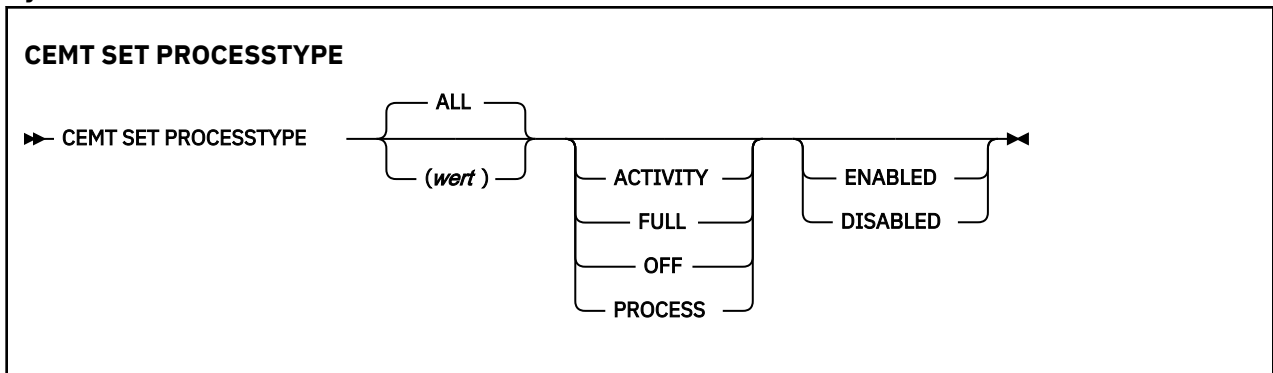 CEMT SET PROCESSTYPE
ALL
CEMT SET PROCESSTYPE
(wert )
ACTIVITY
FULL
OFF
PROCESS
ENABLED
DISABLED